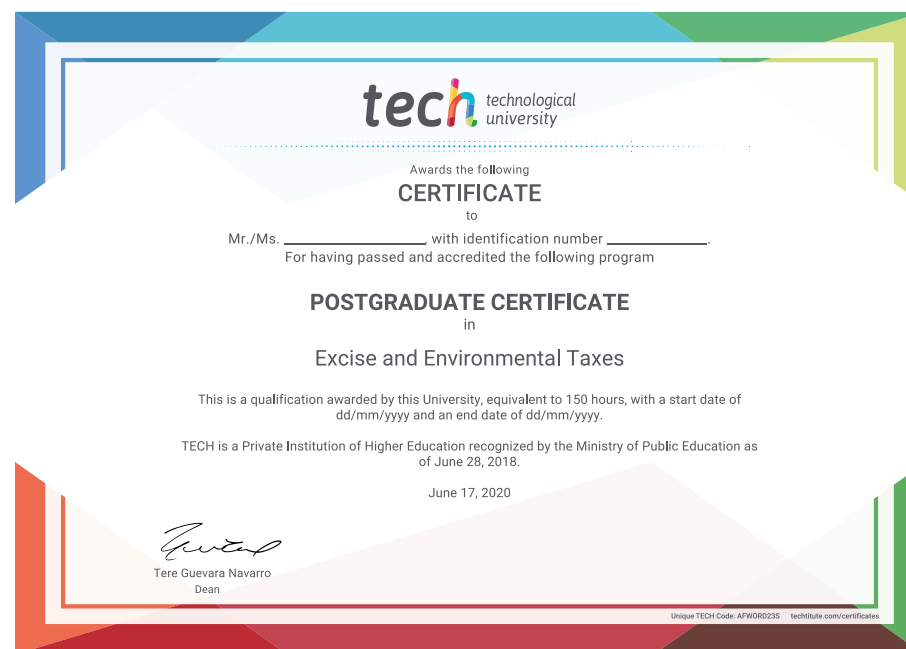 tech technological
university
Awards the following
CERTIFICATE
to
Mr./Ms. ____________________, with identification number ______________.
For having passed and accredited the following program
POSTGRADUATE CERTIFICATE
in
Excise and Environmental Taxes
This is a qualification awarded by this University, equivalent to 150 hours, with a start date of
dd/mm/yyyy and an end date of dd/mm/yyyy.
TECH is a Private Institution of Higher Education recognized by the Ministry of Public Education as
of June 28, 2018.
June 17, 2020
Tere Guevara Navarro
Dean
Unique TECH Code: AFWORD23S techtitute.com/certificates